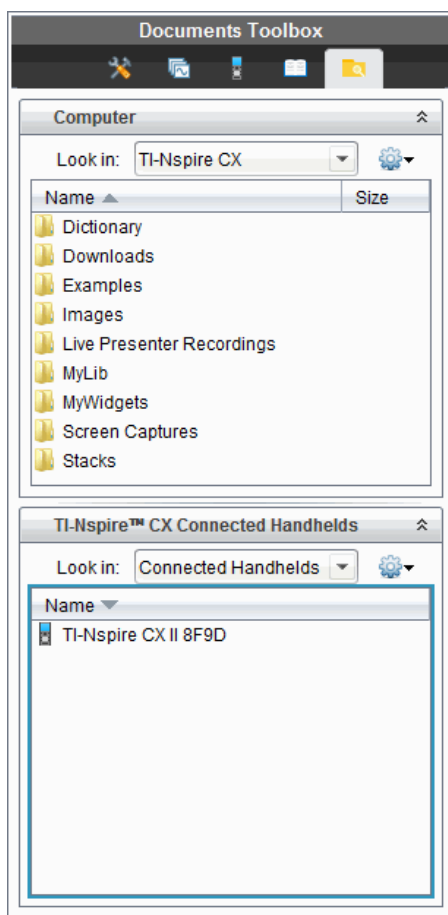 Documents Toolbox
Computer
Look in: TI-Nspire CX
Name Size
Dictionary
Downloads
Examples
Images
Live Presenter Recordings
MyLib
MyWidgets
Screen Captures
Stacks
TI-Nspire™ CX Connected Handhelds
Look in: Connected Handhelds
Name
TI-Nspire CX II 8F9D